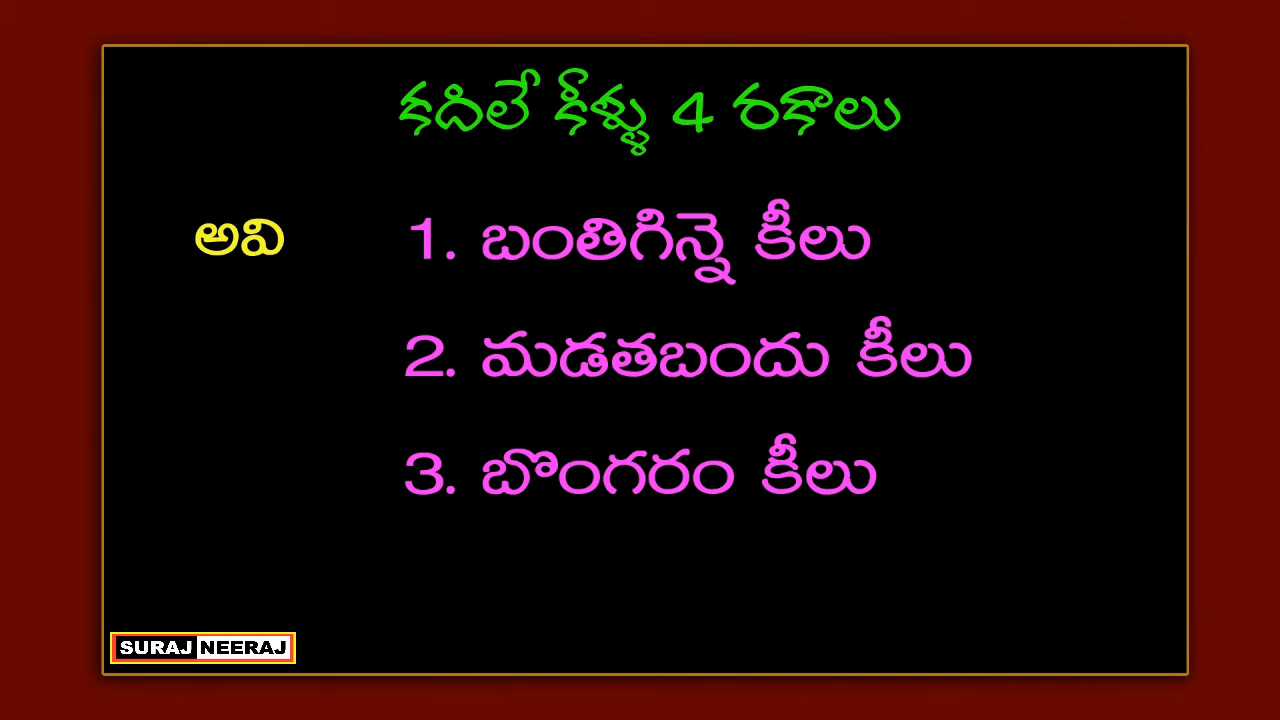 కదిలే కీళ్ళు 4 రకాలు
అవి 1. బంతిగిన్నె కీలు
2. మడతబందు కీలు
3. బొంగరం కీలు
SURAJ NEERAJ